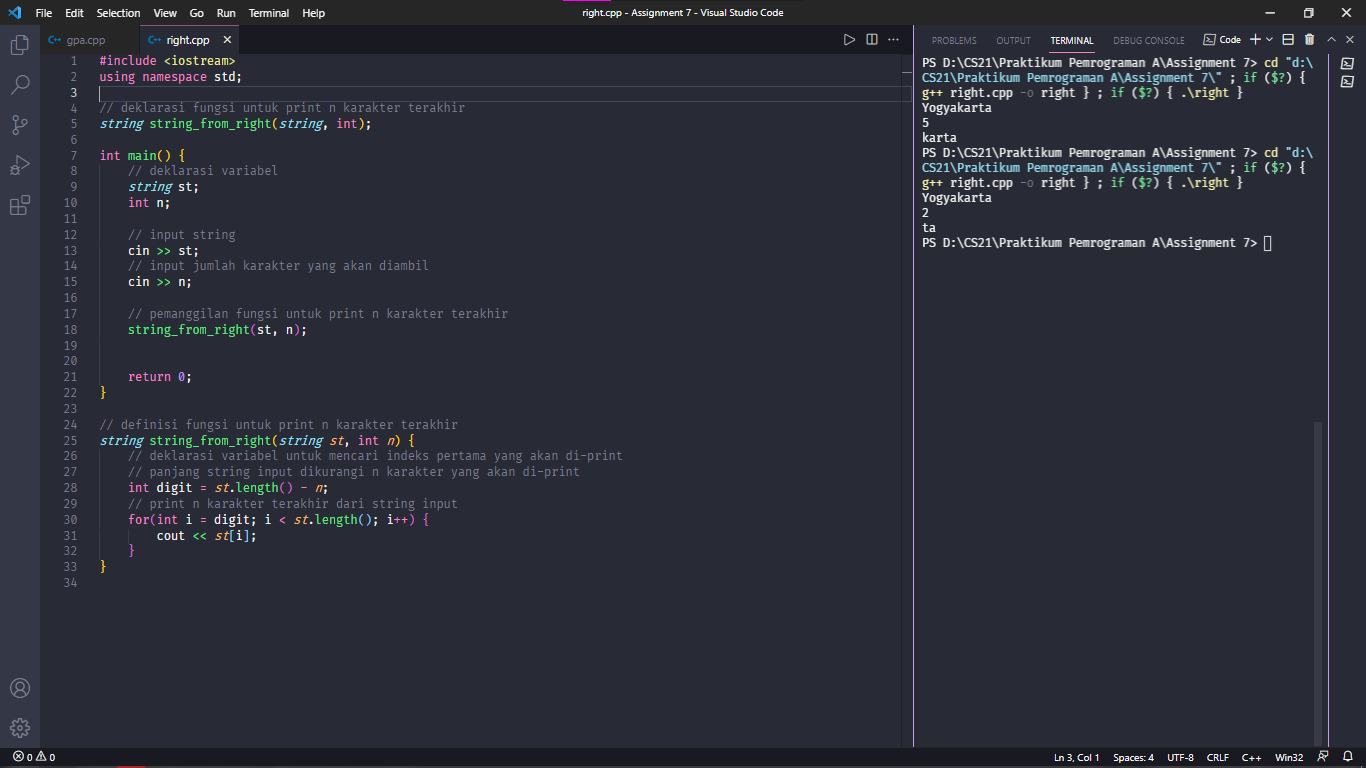 File Edit Selection View Go Run Terminal Help right.cpp - Assignment 7 - Visual Studio Code
gpa.cpp right.cpp
1 #include <iostream>
2 using namespace std;
3
4 // deklarasi fungsi untuk print n karakter terakhir
5 string string_from_right(string, int);
6
7 int main() {
8 // deklarasi variabel
9 string st;
10 int n;
11
12 // input string
13 cin >> st;
14 // input jumlah karakter yang akan diambil
15 cin >> n;
16
17 // pemanggilan fungsi untuk print n karakter terakhir
18 string_from_right(st, n);
19
20
21 return 0;
22 }
23
24 // definisi fungsi untuk print n karakter terakhir
25 string string_from_right(string st, int n) {
26 // deklarasi variabel untuk mencari indeks pertama yang akan di-print
27 // panjang string input dikurangi n karakter yang akan di-print
28 int digit = st.length() - n;
29 // print n karakter terakhir dari string input
30 for(int i = digit; i < st.length(); i++) {
31 cout << st[i];
32 }
33 }
34
PROBLEMS OUTPUT TERMINAL DEBUG CONSOLE Code
PS D:\CS21\Praktikum Pemrograman A\Assignment 7> cd "d:\
CS21\Praktikum Pemrograman A\Assignment 7\" ; if ($?) {
g++ right.cpp -o right } ; if ($?) { .\right }
Yogyakarta
5
karta
PS D:\CS21\Praktikum Pemrograman A\Assignment 7> cd "d:\
CS21\Praktikum Pemrograman A\Assignment 7\" ; if ($?) {
g++ right.cpp -o right } ; if ($?) { .\right }
Yogyakarta
2
ta
PS D:\CS21\Praktikum Pemrograman A\Assignment 7>
0 0 Ln 3, Col 1 Spaces: 4 UTF-8 CRLF C++ Win32